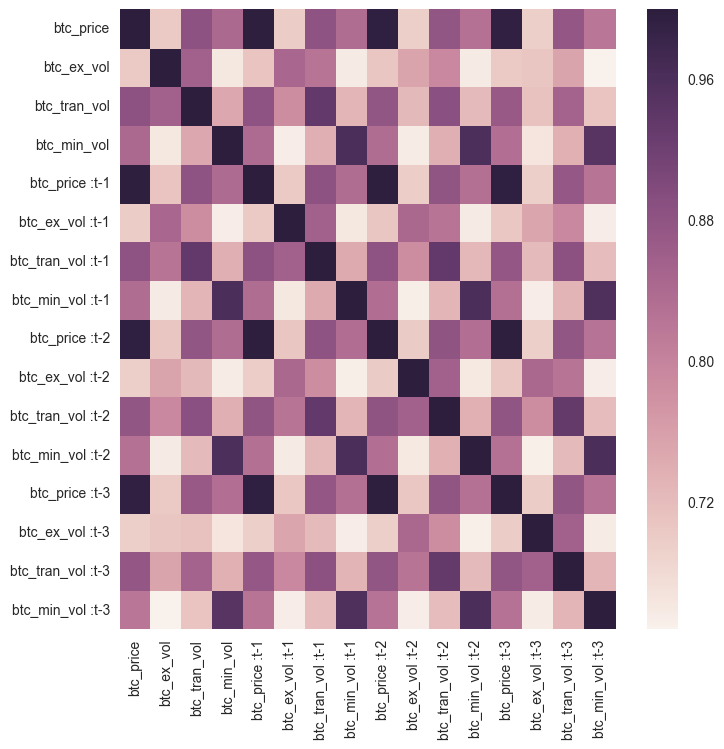 btc_price
btc_ex_vol
btc_tran_vol
btc_min_vol
btc_price :t-1
btc_ex_vol :t-1
btc_tran_vol :t-1
btc_min_vol :t-1
btc_price :t-2
btc_ex_vol :t-2
btc_tran_vol :t-2
btc_min_vol :t-2
btc_price :t-3
btc_ex_vol :t-3
btc_tran_vol :t-3
btc_min_vol :t-3
0.96
0.88
0.80
0.72
btc_price
btc_ex_vol
btc_tran_vol
btc_min_vol
btc_price :t-1
btc_ex_vol :t-1
btc_tran_vol :t-1
btc_min_vol :t-1
btc_price :t-2
btc_ex_vol :t-2
btc_tran_vol :t-2
btc_min_vol :t-2
btc_price :t-3
btc_ex_vol :t-3
btc_tran_vol :t-3
btc_min_vol :t-3